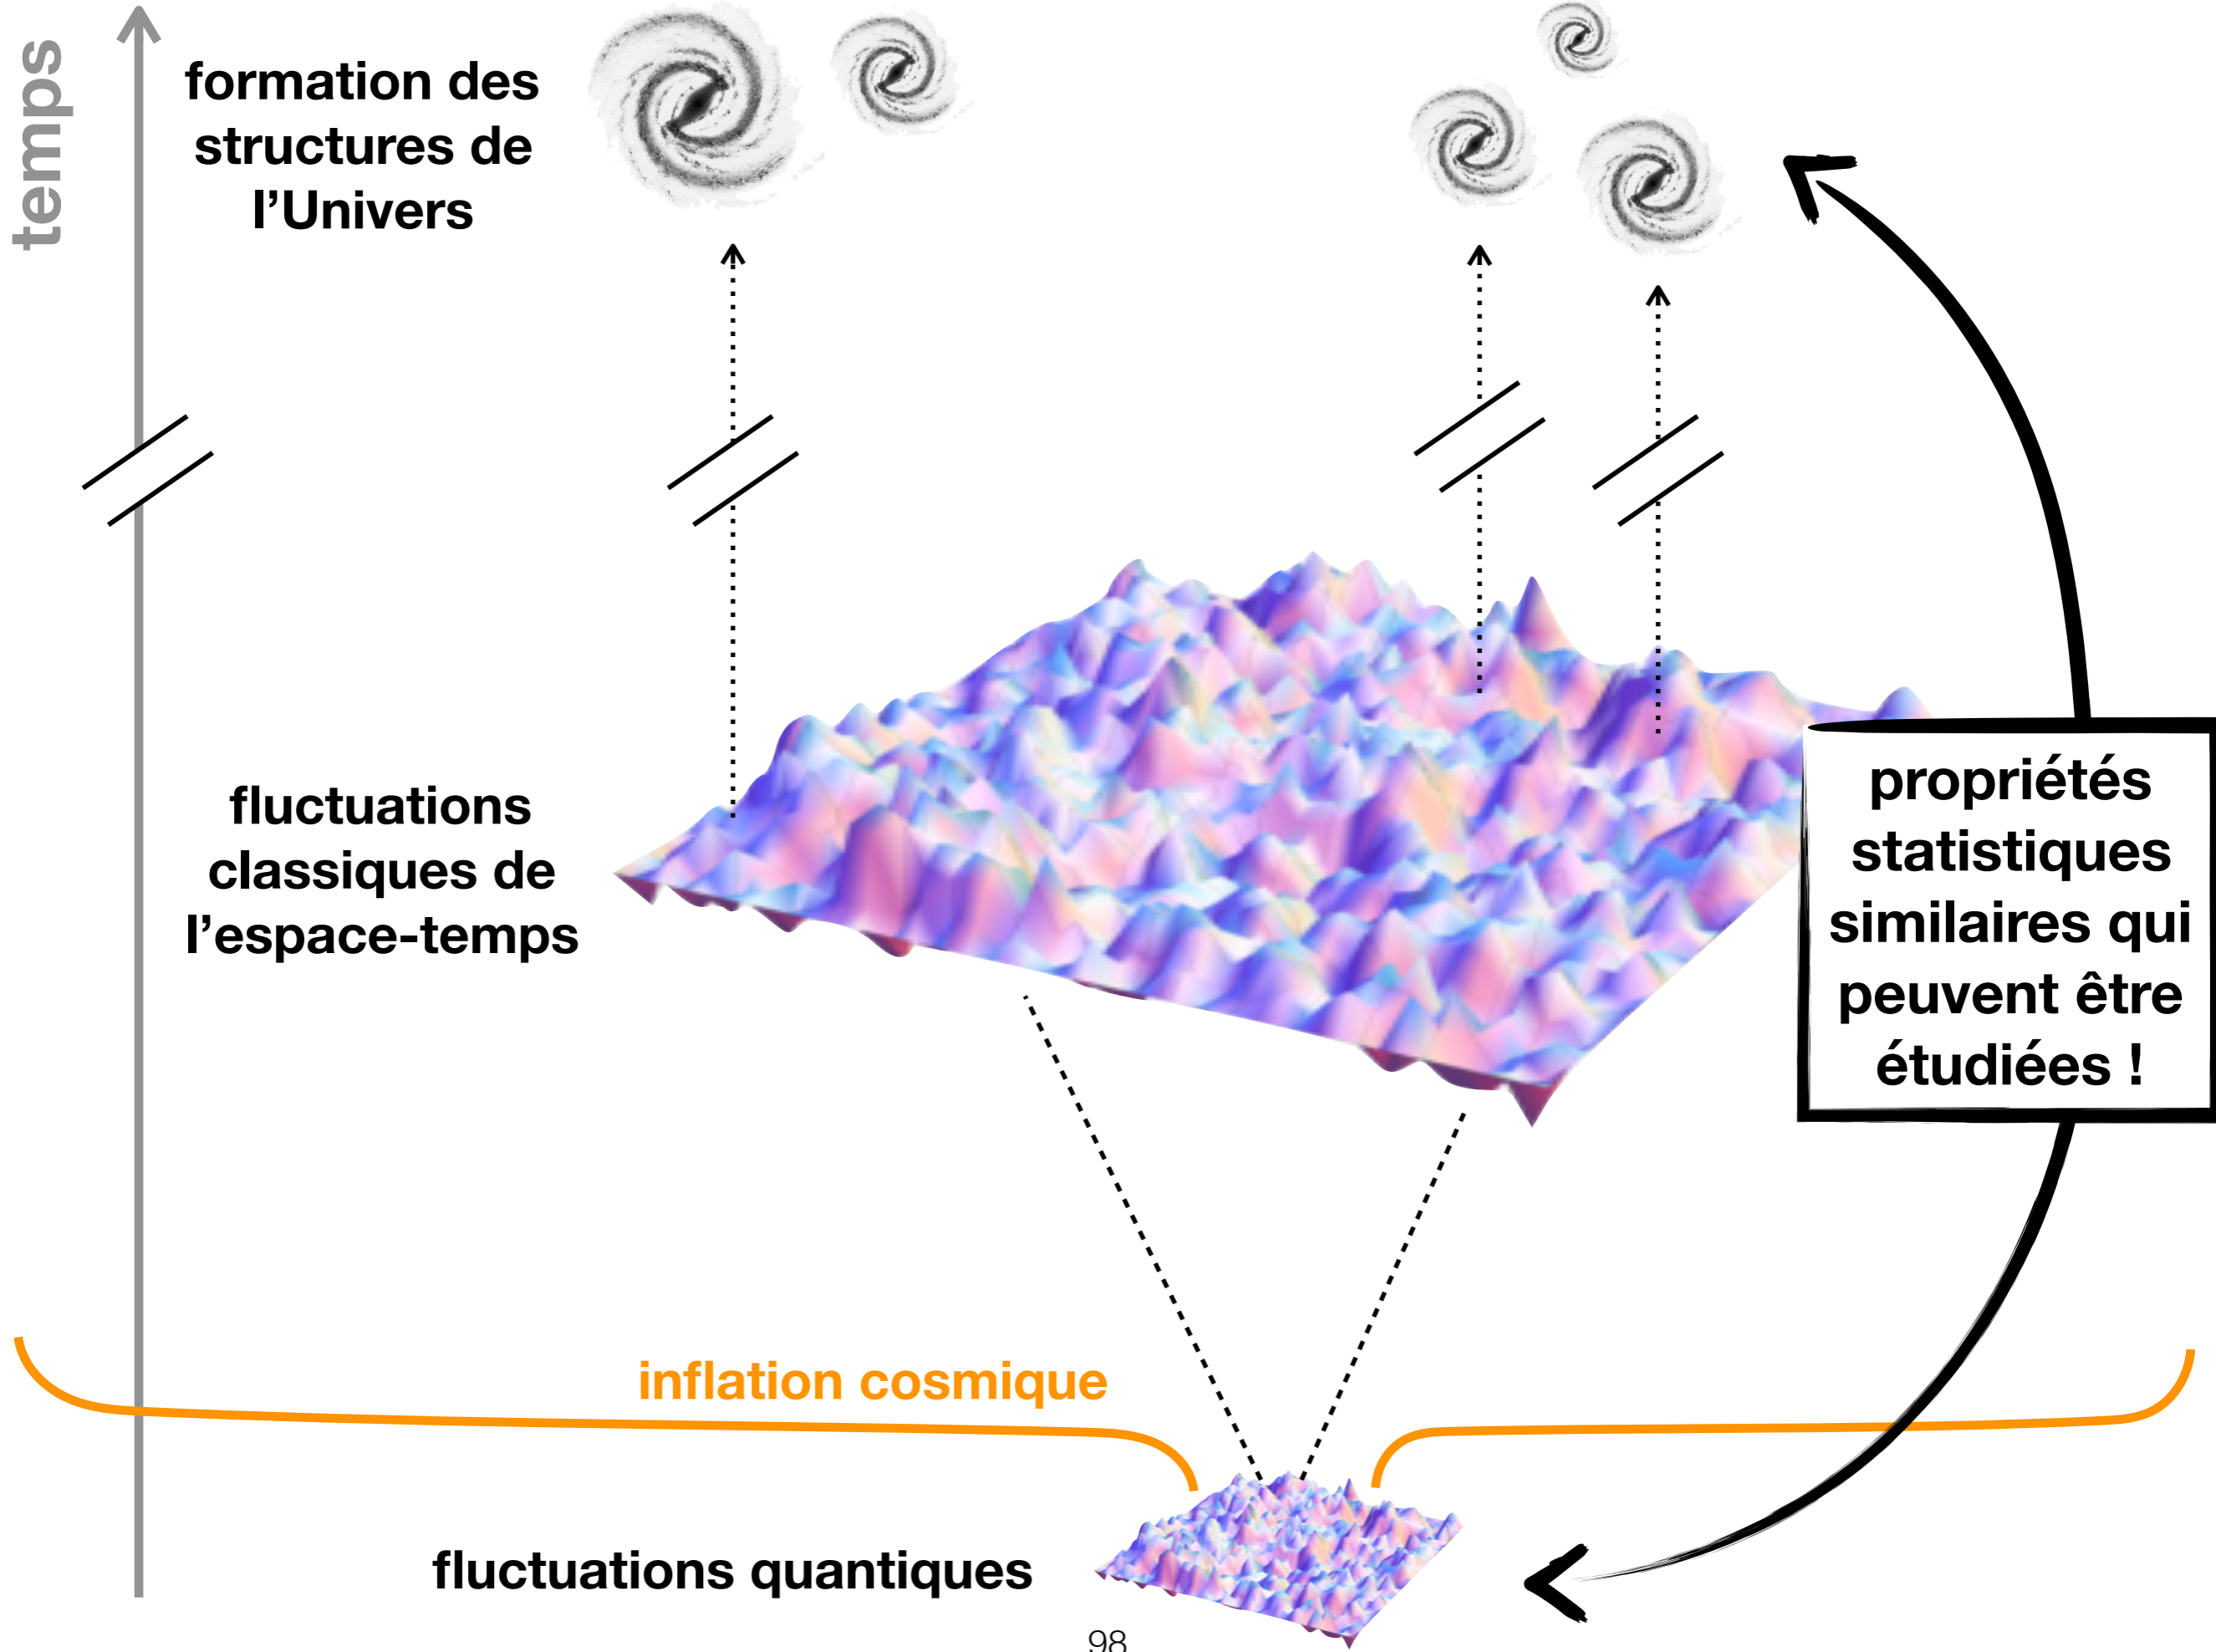 temps
formation des
structures de
l’Univers
fluctuations
classiques de
l’espace-temps
propriétés
statistiques
similaires qui
peuvent être
étudiées !
inflation cosmique
fluctuations quantiques
98